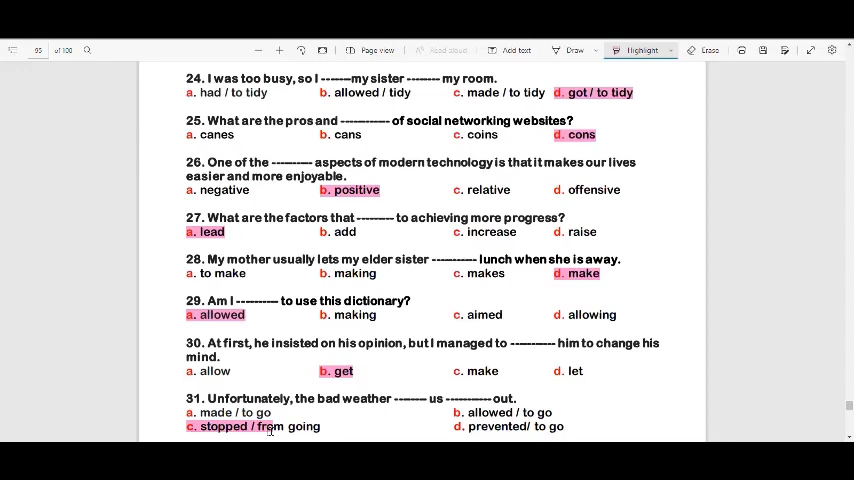 95 of 100 Page view Read aloud Add text Draw Highlight Erase
24. I was too busy, so I -------my sister -------- my room.
a. had / to tidy b. allowed / tidy c. made / to tidy d. got / to tidy
25. What are the pros and ------------ of social networking websites?
a. canes b. cans c. coins d. cons
26. One of the ---------- aspects of modern technology is that it makes our lives
easier and more enjoyable.
a. negative b. positive c. relative d. offensive
27. What are the factors that --------- to achieving more progress?
a. lead b. add c. increase d. raise
28. My mother usually lets my elder sister ----------- lunch when she is away.
a. to make b. making c. makes d. make
29. Am I ---------- to use this dictionary?
a. allowed b. making c. aimed d. allowing
30. At first, he insisted on his opinion, but I managed to ----------- him to change his
mind.
a. allow b. get c. make d. let
31. Unfortunately, the bad weather -------- us ----------- out.
a. made / to go b. allowed / to go
c. stopped / from going d. prevented/ to go